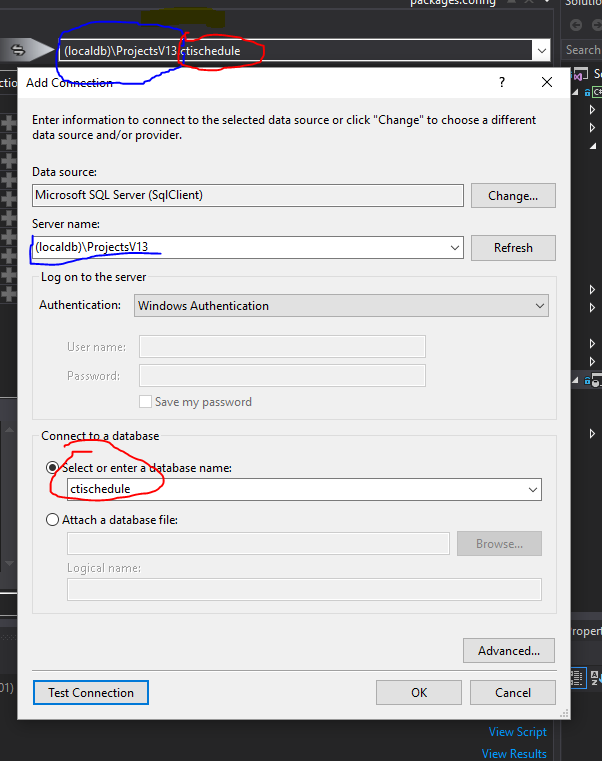 packages.config
Solutio
(localdb)\ProjectsV13 ctischedule
Search
Add Connection
?
Enter information to connect to the selected data source or click "Change" to choose a different
data source and/or provider.
Data source:
Microsoft SQL Server (SqlClient)
Change...
Server name:
(localdb)\ProjectsV13
Refresh
Log on to the server
Authentication:
Windows Authentication
User name:
Password:
Save my password
Connect to a database
Select or enter a database name:
ctischedule
Attach a database file:
Browse...
Logical name:
Advanced...
Test Connection
OK
Cancel
ropert
01)
View Script
View Results